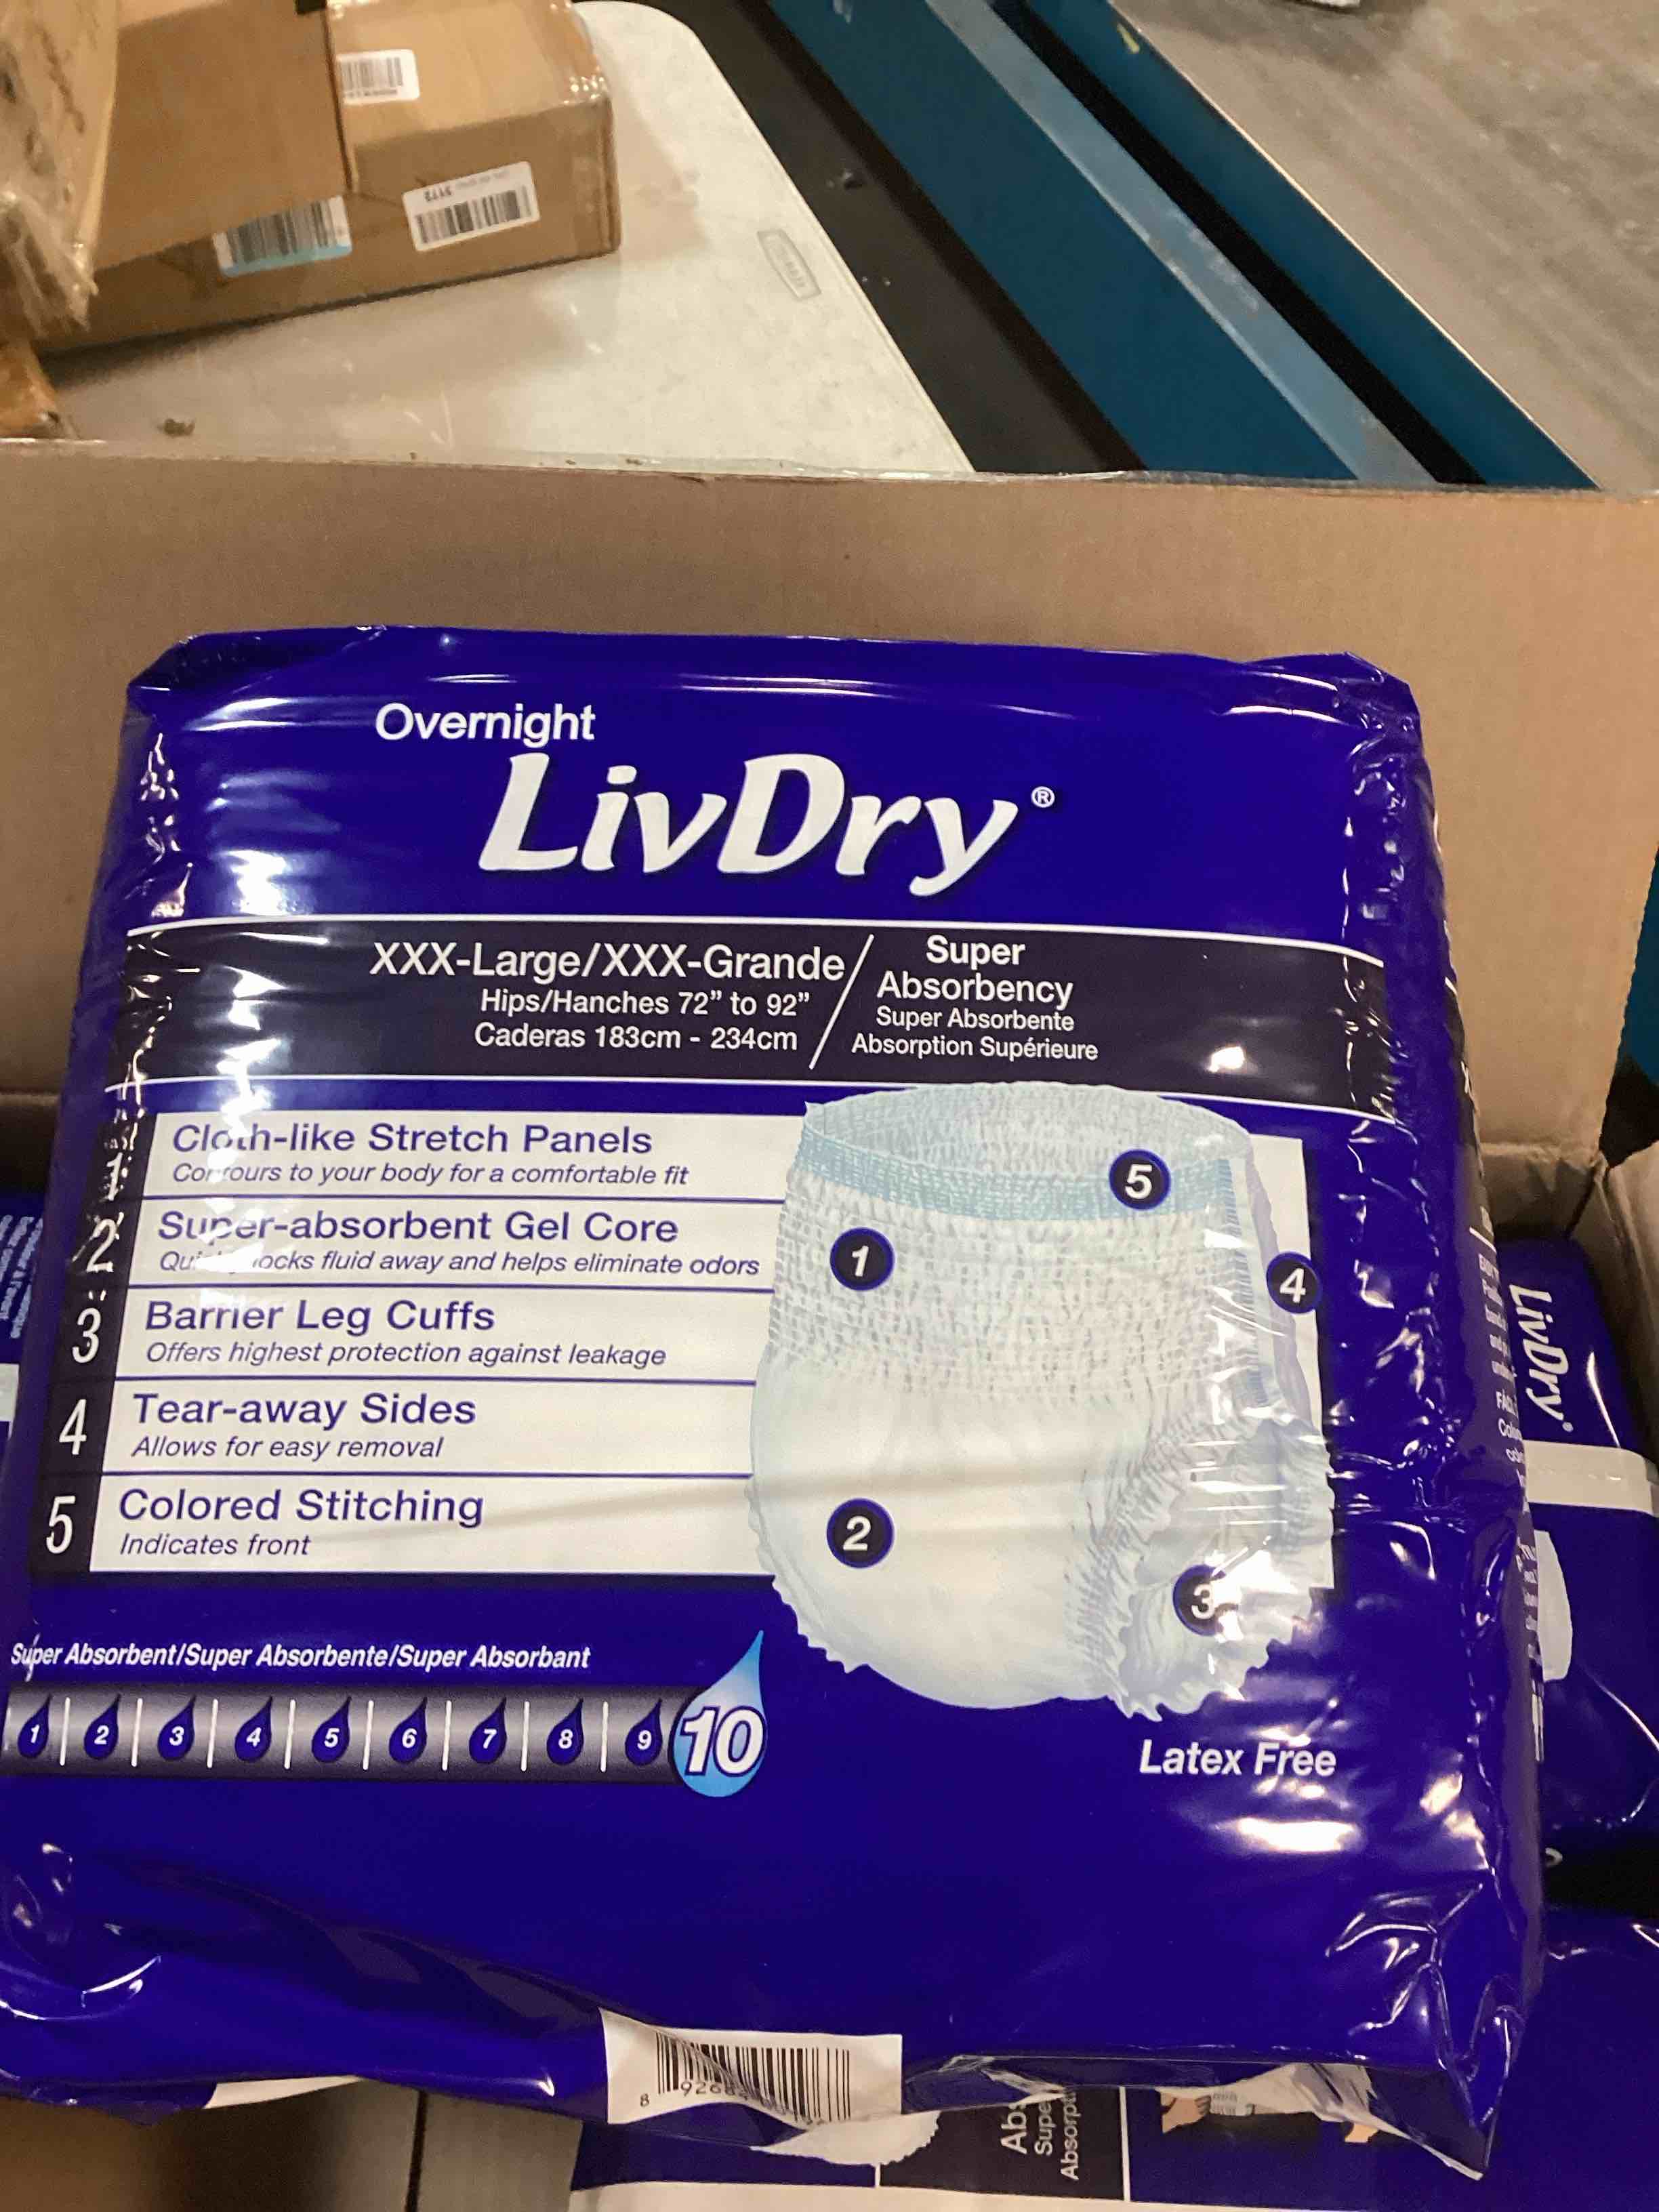 Overnight
LivDry®
XXX-Large/XXX-Grande
Hips/Hanches 72" to 92"
Caderas 183cm - 234cm
Super
Absorbency
Super Absorbente
Absorption Supérieure
1
Cloth-like Stretch Panels
Contours to your body for a comfortable fit
2
Super-absorbent Gel Core
Quickly locks fluid away and helps eliminate odors
3
Barrier Leg Cuffs
Offers highest protection against leakage
4
Tear-away Sides
Allows for easy removal
5
Colored Stitching
Indicates front
5
1
4
2
3
Super Absorbent/Super Absorbente/Super Absorbant
1 2 3 4 5 6 7 8 9 10
Latex Free
LivDry®